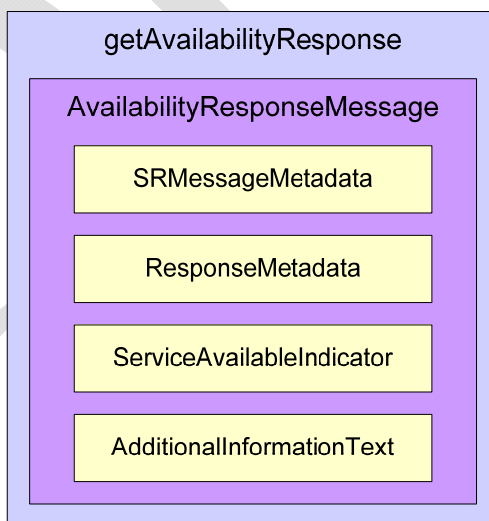 getAvailabilityResponse
AvailabilityResponseMessage
SRMessageMetadata
ResponseMetadata
ServiceAvailableIndicator
AdditionalInformationText